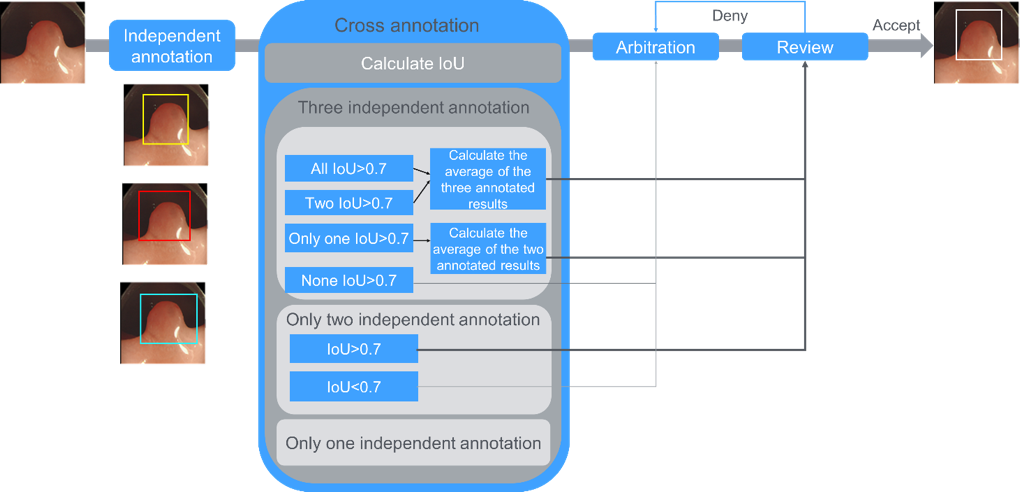 Independent
annotation
Cross annotation
Calculate IoU
Three independent annotation
All IoU>0.7
Two IoU>0.7
Calculate the
average of the
three annotated
results
Only one IoU>0.7
Calculate the
average of the two
annotated results
None IoU>0.7
Only two independent annotation
IoU>0.7
IoU<0.7
Only one independent annotation
Arbitration
Deny
Review
Accept